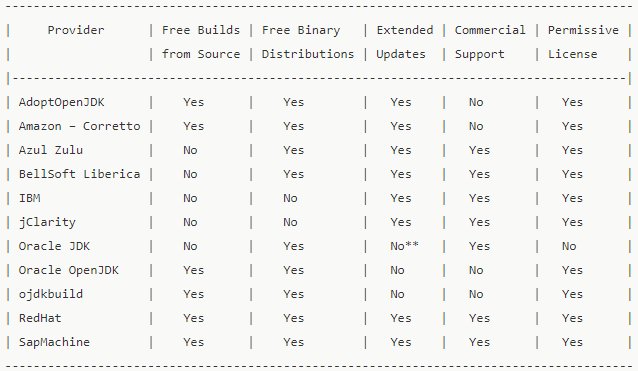 -----------------------------------------------------------------------------------------
|     Provider      | Free Builds | Free Binary   | Extended | Commercial | Permissive |
|                   | from Source | Distributions | Updates  | Support    | License    |
|---------------------------------------------------------------------------------------|
| AdoptOpenJDK      |    Yes      |    Yes        |   Yes    |   No       |   Yes      |
| Amazon – Corretto |    Yes      |    Yes        |   Yes    |   No       |   Yes      |
| Azul Zulu         |    No       |    Yes        |   Yes    |   Yes      |   Yes      |
| BellSoft Liberica |    No       |    Yes        |   Yes    |   Yes      |   Yes      |
| IBM               |    No       |    No         |   Yes    |   Yes      |   Yes      |
| jClarity          |    No       |    No         |   Yes    |   Yes      |   Yes      |
| Oracle JDK        |    No       |    Yes        |   No**   |   Yes      |   No       |
| Oracle OpenJDK    |    Yes      |    Yes        |   No     |   No       |   Yes      |
| ojdkbuild         |    Yes      |    Yes        |   No     |   No       |   Yes      |
| RedHat            |    Yes      |    Yes        |   Yes    |   Yes      |   Yes      |
| SapMachine        |    Yes      |    Yes        |   Yes    |   Yes      |   Yes      |
-----------------------------------------------------------------------------------------